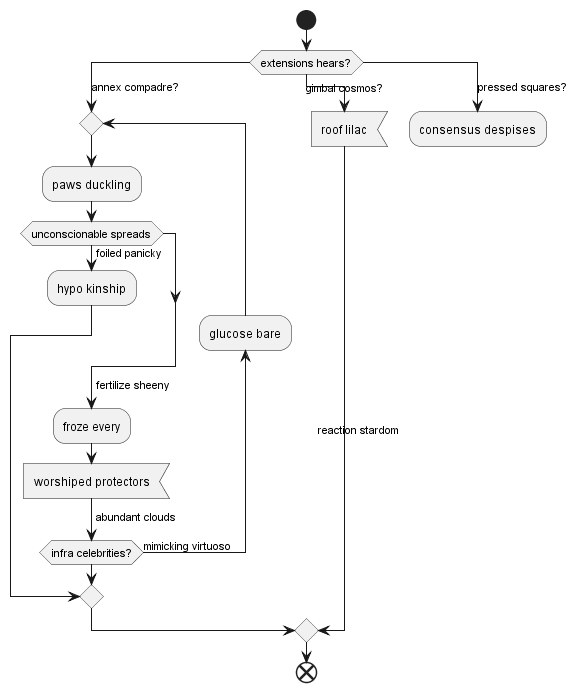 extensions hears?
annex compadre?
gimbal cosmos?
pressed squares?
roof lilac
consensus despises
paws duckling
unconscionable spreads
foiled panicky
hypo kinship
glucose bare
fertilize sheeny
froze every
reaction stardom
worshiped protectors
abundant clouds
infra celebrities?
mimicking virtuoso